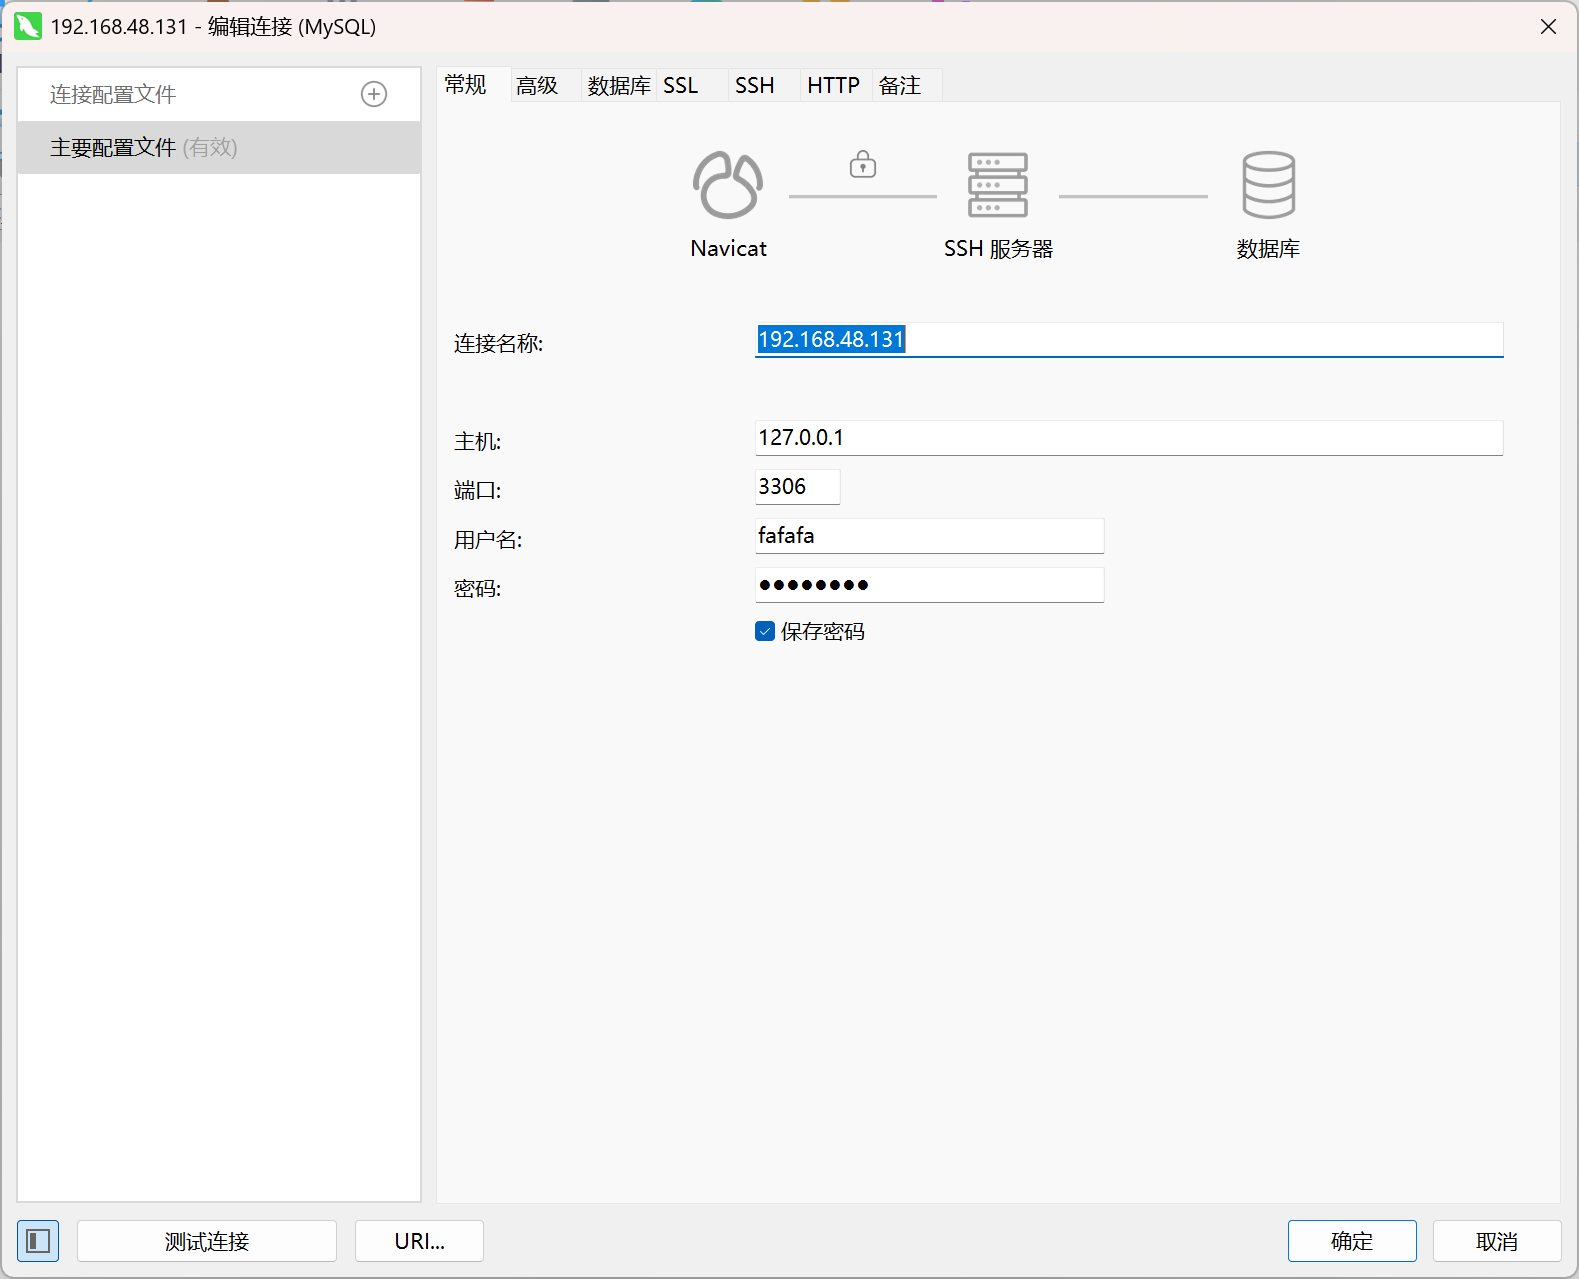 192.168.48.131 - 编辑连接 (MySQL)
连接配置文件
主要配置文件 (有效)
常规 高级 数据库 SSL SSH HTTP 备注
Navicat SSH 服务器 数据库
连接名称: 192.168.48.131
主机: 127.0.0.1
端口: 3306
用户名: fafafa
密码: ●●●●●●●●
保存密码
测试连接 URI... 确定 取消